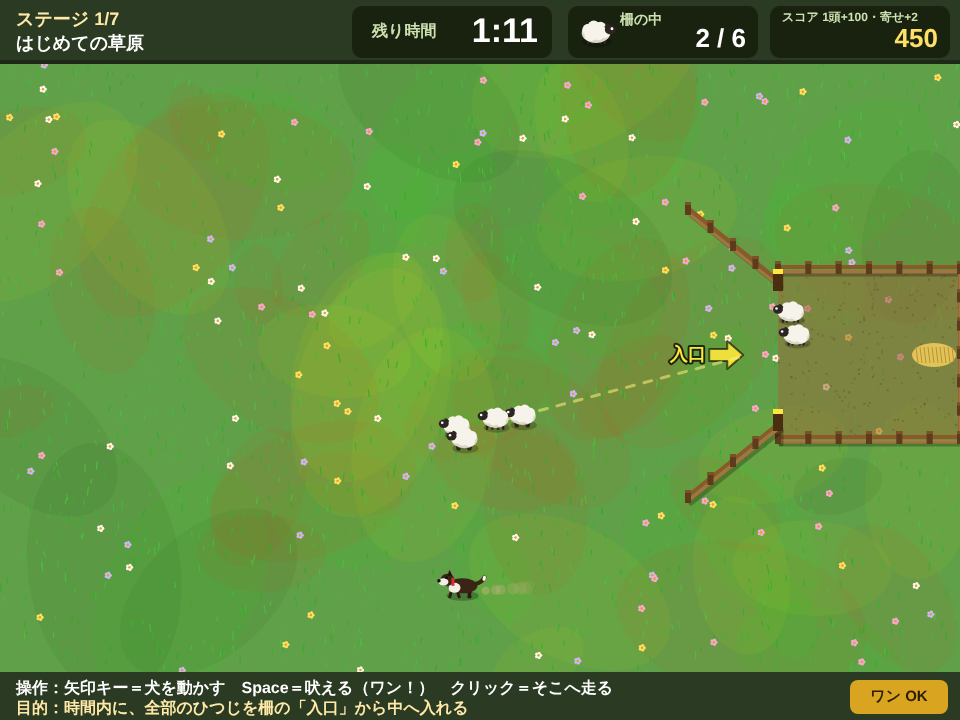 ステージ 1/7
はじめての草原
残り時間 1:11
柵の中
2 / 6
スコア 1頭+100・寄せ+2
450
入口
操作：矢印キー＝犬を動かす　Space＝吠える（ワン！）　クリック＝そこへ走る
目的：時間内に、全部のひつじを柵の「入口」から中へ入れる
ワン OK